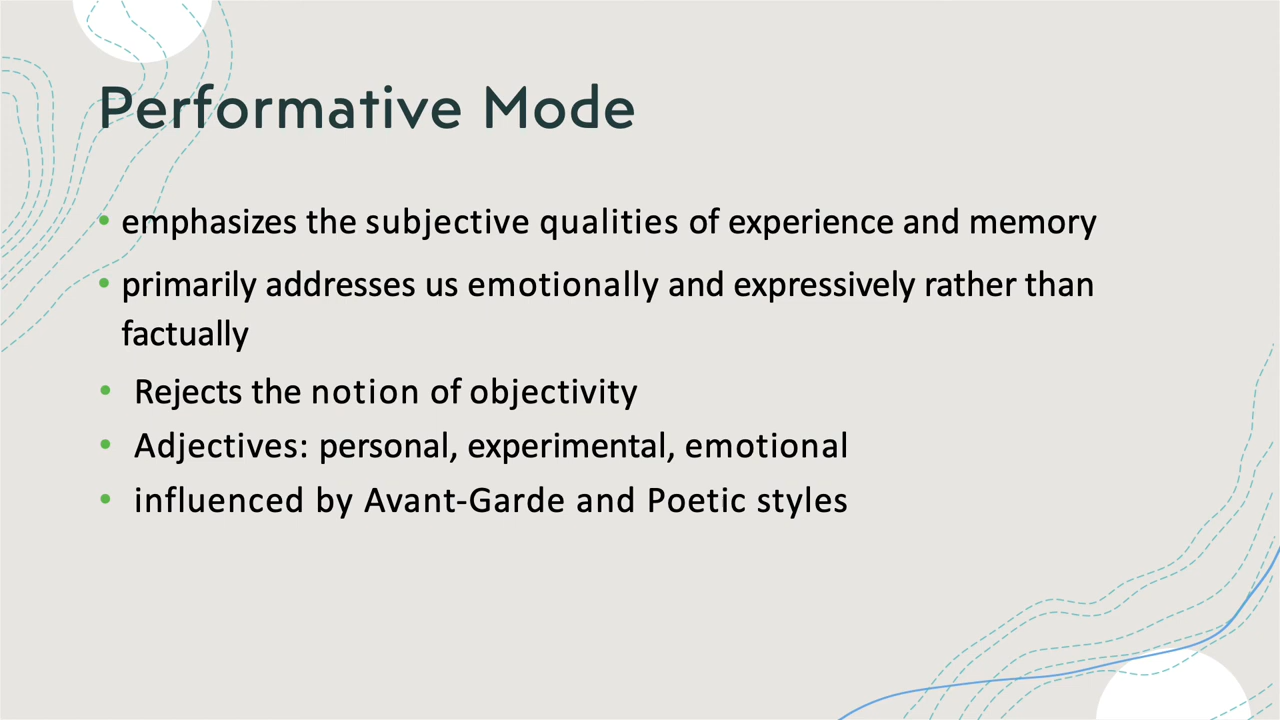 Performative Mode
• emphasizes the subjective qualities of experience and memory
• primarily addresses us emotionally and expressively rather than
factually
• Rejects the notion of objectivity
• Adjectives: personal, experimental, emotional
• influenced by Avant-Garde and Poetic styles